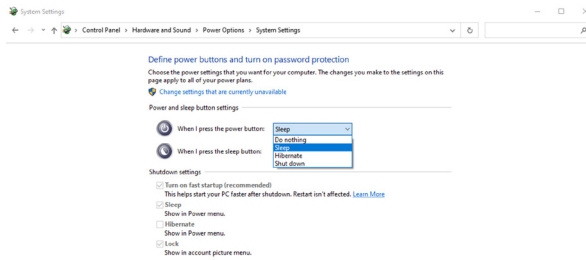 System Settings
Control Panel > Hardware and Sound > Power Options > System Settings
Define power buttons and turn on password protection
Choose the power settings that you want for your computer. The changes you make to the settings on this
page apply to all of your power plans.
Change settings that are currently unavailable
Power and sleep button settings
When I press the power button: Sleep
Do nothing
Sleep
Hibernate
Shut down
When I press the sleep button:
Shutdown settings
Turn on fast startup (recommended)
This helps start your PC faster after shutdown. Restart isn't affected. Learn More
Sleep
Show in Power menu.
Hibernate
Show in Power menu.
Lock
Show in account picture menu.